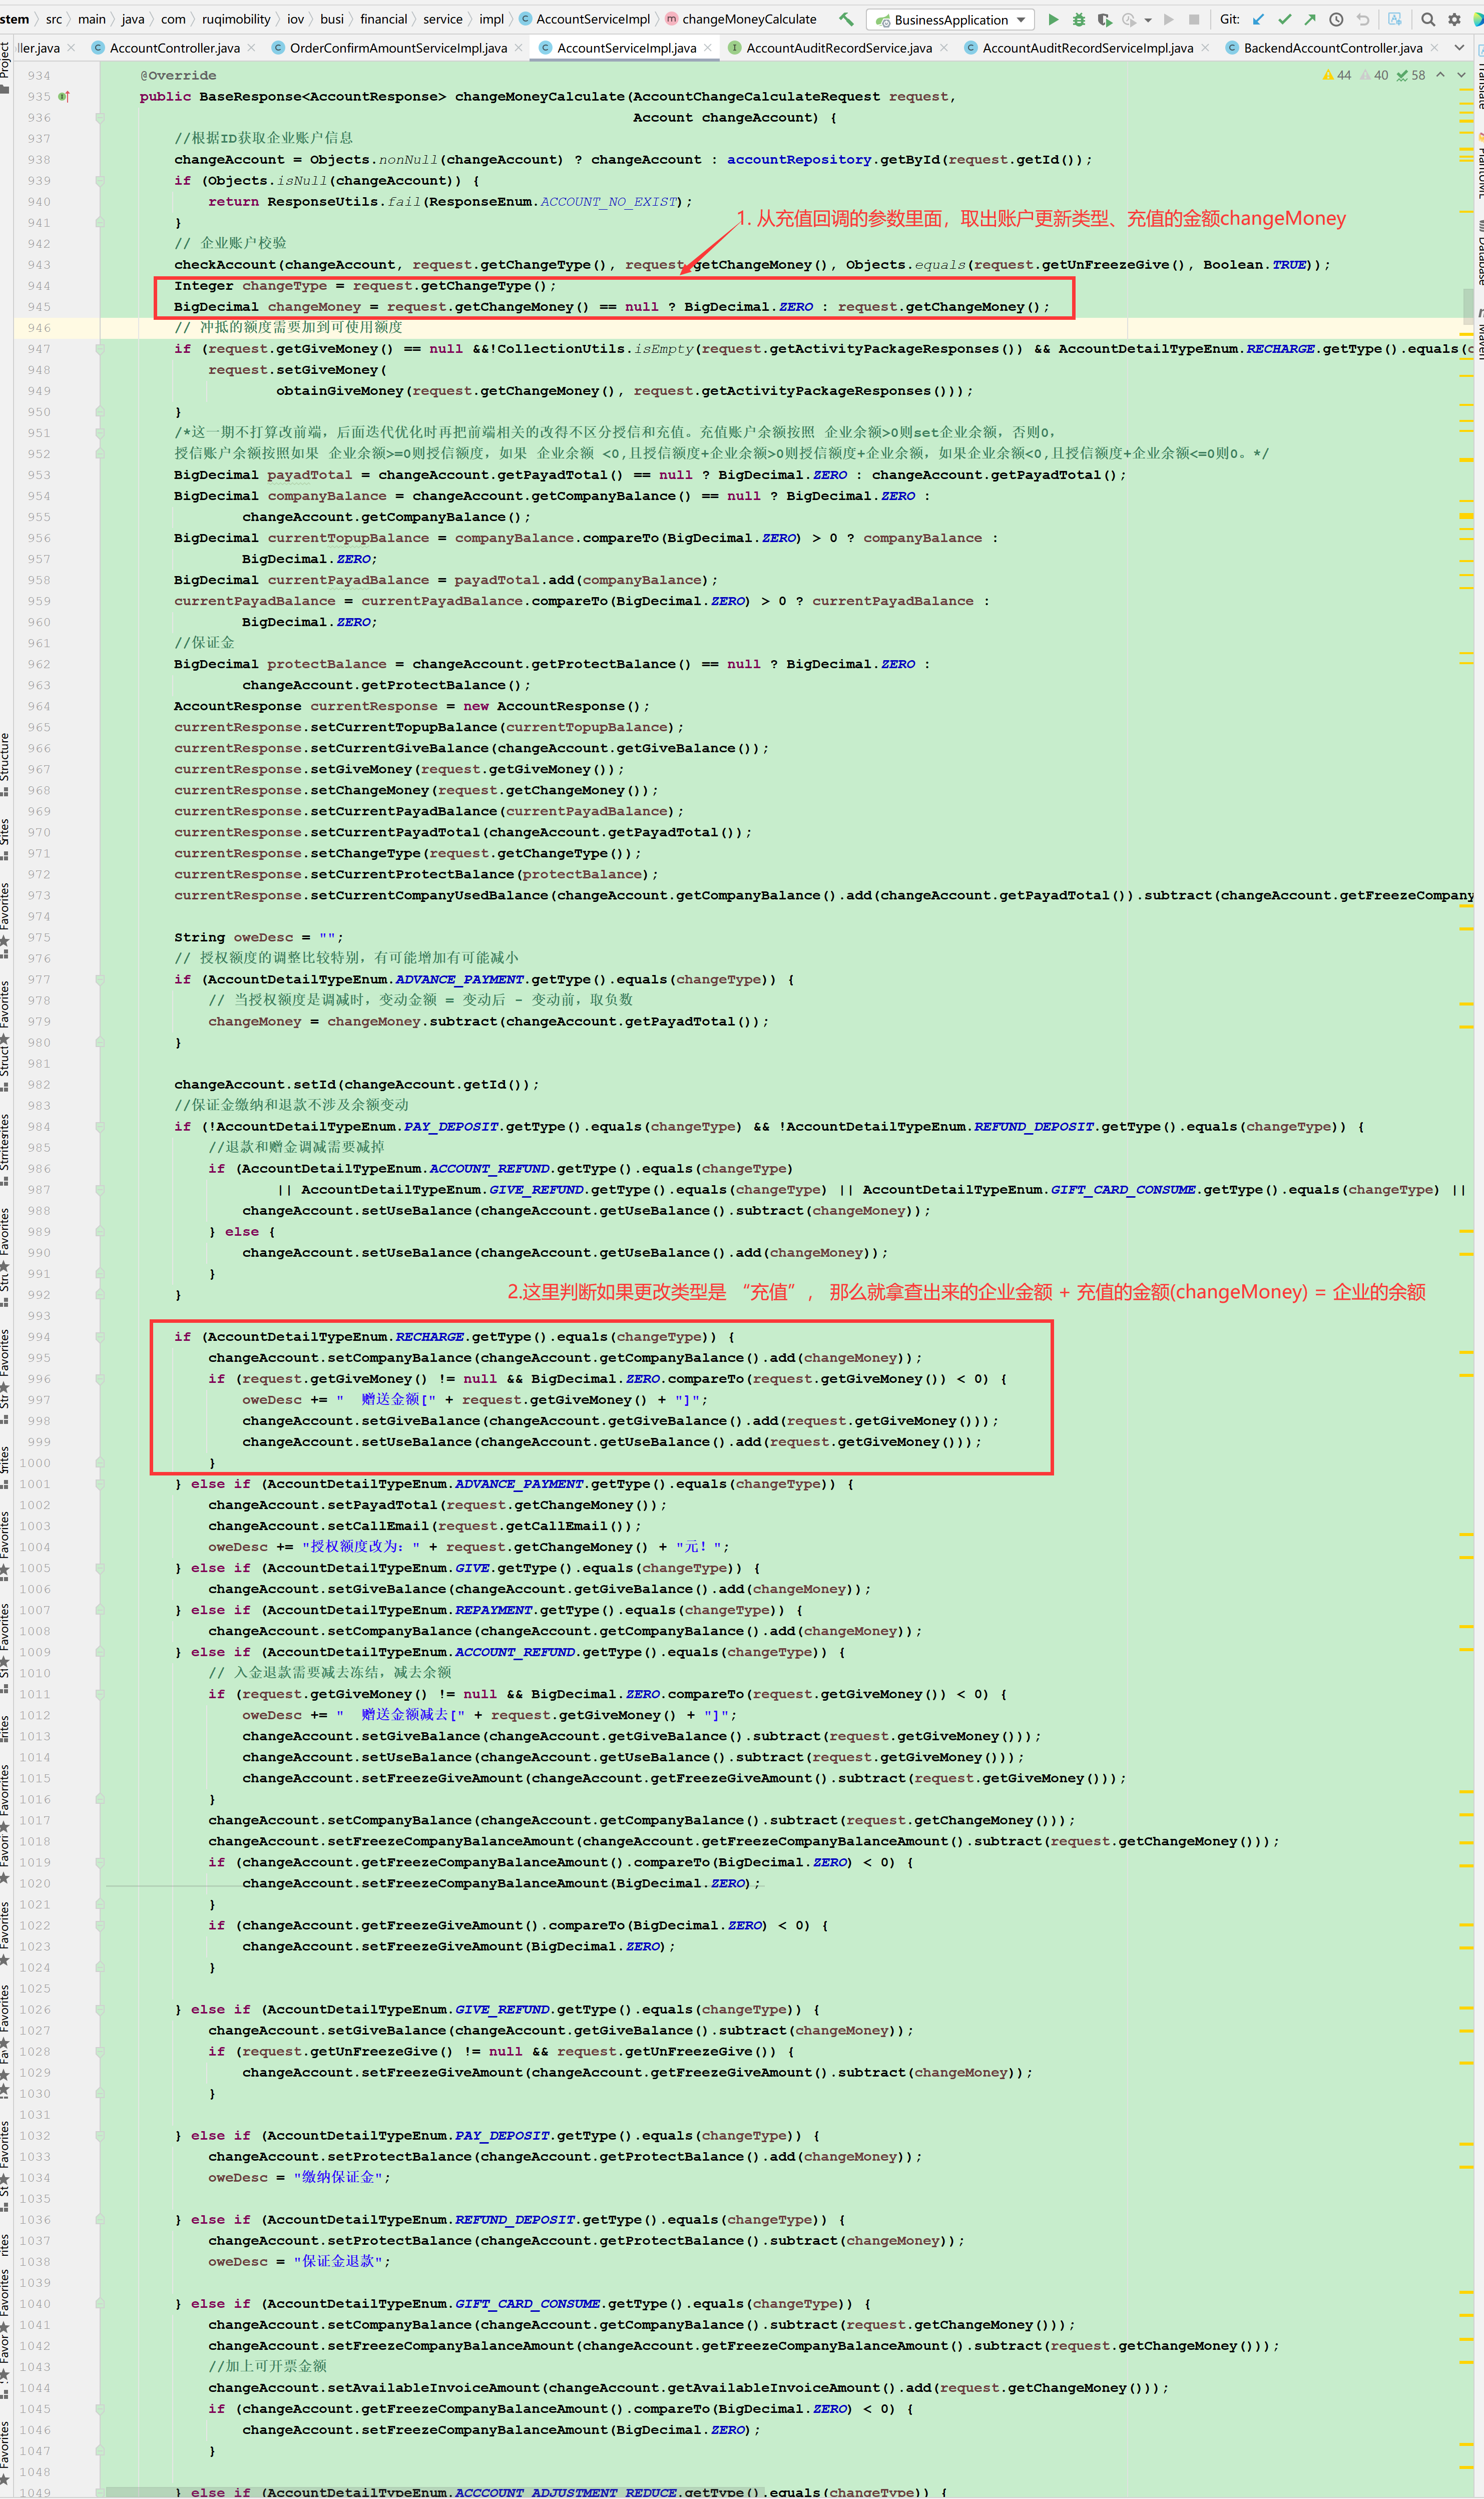 stem › src › main › java › com › ruqimobility › iov › busi › financial › service › impl › AccountServiceImpl › changeMoneyCalculate BusinessApplication Git:
ller.java AccountController.java OrderConfirmAmountServiceImpl.java AccountServiceImpl.java AccountAuditRecordService.java AccountAuditRecordServiceImpl.java BackendAccountController.java
44 40 58
934 @Override
935 public BaseResponse<AccountResponse> changeMoneyCalculate(AccountChangeCalculateRequest request,
936 Account changeAccount) {
937 //根据ID获取企业账户信息
938 changeAccount = Objects.nonNull(changeAccount) ? changeAccount : accountRepository.getById(request.getId());
939 if (Objects.isNull(changeAccount)) {
940 return ResponseUtils.fail(ResponseEnum.ACCOUNT_NO_EXIST);
941 }
1. 从充值回调的参数里面，取出账户更新类型、充值的金额changeMoney
942 // 企业账户校验
943 checkAccount(changeAccount, request.getChangeType(), request.getChangeMoney(), Objects.equals(request.getUnFreezeGive(), Boolean.TRUE));
944 Integer changeType = request.getChangeType();
945 BigDecimal changeMoney = request.getChangeMoney() == null ? BigDecimal.ZERO : request.getChangeMoney();
946 // 冲抵的额度需要加到可使用额度
947 if (request.getGiveMoney() == null &&!CollectionUtils.isEmpty(request.getActivityPackageResponses()) && AccountDetailTypeEnum.RECHARGE.getType().equals(c
948 request.setGiveMoney(
949 obtainGiveMoney(request.getChangeMoney(), request.getActivityPackageResponses()));
950 }
951 /*这一期不打算改前端，后面迭代优化时再把前端相关的改得不区分授信和充值。充值账户余额按照 企业余额>0则set企业余额，否则0，
952 授信账户余额按照如果 企业余额>=0则授信额度，如果 企业余额 <0,且授信额度+企业余额>0则授信额度+企业余额，如果企业余额<0,且授信额度+企业余额<=0则0。*/
953 BigDecimal payadTotal = changeAccount.getPayadTotal() == null ? BigDecimal.ZERO : changeAccount.getPayadTotal();
954 BigDecimal companyBalance = changeAccount.getCompanyBalance() == null ? BigDecimal.ZERO :
955 changeAccount.getCompanyBalance();
956 BigDecimal currentTopupBalance = companyBalance.compareTo(BigDecimal.ZERO) > 0 ? companyBalance :
957 BigDecimal.ZERO;
958 BigDecimal currentPayadBalance = payadTotal.add(companyBalance);
959 currentPayadBalance = currentPayadBalance.compareTo(BigDecimal.ZERO) > 0 ? currentPayadBalance :
960 BigDecimal.ZERO;
961 //保证金
962 BigDecimal protectBalance = changeAccount.getProtectBalance() == null ? BigDecimal.ZERO :
963 changeAccount.getProtectBalance();
964 AccountResponse currentResponse = new AccountResponse();
965 currentResponse.setCurrentTopupBalance(currentTopupBalance);
966 currentResponse.setCurrentGiveBalance(changeAccount.getGiveBalance());
967 currentResponse.setGiveMoney(request.getGiveMoney());
968 currentResponse.setChangeMoney(request.getChangeMoney());
969 currentResponse.setCurrentPayadBalance(currentPayadBalance);
970 currentResponse.setCurrentPayadTotal(changeAccount.getPayadTotal());
971 currentResponse.setChangeType(request.getChangeType());
972 currentResponse.setCurrentProtectBalance(protectBalance);
973 currentResponse.setCurrentCompanyUsedBalance(changeAccount.getCompanyBalance().add(changeAccount.getPayadTotal()).subtract(changeAccount.getFreezeCompany
974
975 String oweDesc = "";
976 // 授权额度的调整比较特别，有可能增加有可能减小
977 if (AccountDetailTypeEnum.ADVANCE_PAYMENT.getType().equals(changeType)) {
978 // 当授权额度是调减时，变动金额 = 变动后 - 变动前，取负数
979 changeMoney = changeMoney.subtract(changeAccount.getPayadTotal());
980 }
981
982 changeAccount.setId(changeAccount.getId());
983 //保证金缴纳和退款不涉及余额变动
984 if (!AccountDetailTypeEnum.PAY_DEPOSIT.getType().equals(changeType) && !AccountDetailTypeEnum.REFUND_DEPOSIT.getType().equals(changeType)) {
985 //退款和赠金调减需要减掉
986 if (AccountDetailTypeEnum.ACCOUNT_REFUND.getType().equals(changeType)
987 || AccountDetailTypeEnum.GIVE_REFUND.getType().equals(changeType) || AccountDetailTypeEnum.GIFT_CARD_CONSUME.getType().equals(changeType) ||
988 changeAccount.setUseBalance(changeAccount.getUseBalance().subtract(changeMoney));
989 } else {
990 changeAccount.setUseBalance(changeAccount.getUseBalance().add(changeMoney));
991 }
992 }
2.这里判断如果更改类型是 “充值”， 那么就拿查出来的企业金额 + 充值的金额(changeMoney) = 企业的余额
993
994 if (AccountDetailTypeEnum.RECHARGE.getType().equals(changeType)) {
995 changeAccount.setCompanyBalance(changeAccount.getCompanyBalance().add(changeMoney));
996 if (request.getGiveMoney() != null && BigDecimal.ZERO.compareTo(request.getGiveMoney()) < 0) {
997 oweDesc += "  赠送金额[" + request.getGiveMoney() + "]";
998 changeAccount.setGiveBalance(changeAccount.getGiveBalance().add(request.getGiveMoney()));
999 changeAccount.setUseBalance(changeAccount.getUseBalance().add(request.getGiveMoney()));
1000 }
1001 } else if (AccountDetailTypeEnum.ADVANCE_PAYMENT.getType().equals(changeType)) {
1002 changeAccount.setPayadTotal(request.getChangeMoney());
1003 changeAccount.setCallEmail(request.getCallEmail());
1004 oweDesc += "授权额度改为：" + request.getChangeMoney() + "元！";
1005 } else if (AccountDetailTypeEnum.GIVE.getType().equals(changeType)) {
1006 changeAccount.setGiveBalance(changeAccount.getGiveBalance().add(changeMoney));
1007 } else if (AccountDetailTypeEnum.REPAYMENT.getType().equals(changeType)) {
1008 changeAccount.setCompanyBalance(changeAccount.getCompanyBalance().add(changeMoney));
1009 } else if (AccountDetailTypeEnum.ACCOUNT_REFUND.getType().equals(changeType)) {
1010 // 入金退款需要减去冻结，减去余额
1011 if (request.getGiveMoney() != null && BigDecimal.ZERO.compareTo(request.getGiveMoney()) < 0) {
1012 oweDesc += "  赠送金额减去[" + request.getGiveMoney() + "]";
1013 changeAccount.setGiveBalance(changeAccount.getGiveBalance().subtract(request.getGiveMoney()));
1014 changeAccount.setUseBalance(changeAccount.getUseBalance().subtract(request.getGiveMoney()));
1015 changeAccount.setFreezeGiveAmount(changeAccount.getFreezeGiveAmount().subtract(request.getGiveMoney()));
1016 }
1017 changeAccount.setCompanyBalance(changeAccount.getCompanyBalance().subtract(request.getChangeMoney()));
1018 changeAccount.setFreezeCompanyBalanceAmount(changeAccount.getFreezeCompanyBalanceAmount().subtract(request.getChangeMoney()));
1019 if (changeAccount.getFreezeCompanyBalanceAmount().compareTo(BigDecimal.ZERO) < 0) {
1020 changeAccount.setFreezeCompanyBalanceAmount(BigDecimal.ZERO);
1021 }
1022 if (changeAccount.getFreezeGiveAmount().compareTo(BigDecimal.ZERO) < 0) {
1023 changeAccount.setFreezeGiveAmount(BigDecimal.ZERO);
1024 }
1025
1026 } else if (AccountDetailTypeEnum.GIVE_REFUND.getType().equals(changeType)) {
1027 changeAccount.setGiveBalance(changeAccount.getGiveBalance().subtract(changeMoney));
1028 if (request.getUnFreezeGive() != null && request.getUnFreezeGive()) {
1029 changeAccount.setFreezeGiveAmount(changeAccount.getFreezeGiveAmount().subtract(changeMoney));
1030 }
1031
1032 } else if (AccountDetailTypeEnum.PAY_DEPOSIT.getType().equals(changeType)) {
1033 changeAccount.setProtectBalance(changeAccount.getProtectBalance().add(changeMoney));
1034 oweDesc = "缴纳保证金";
1035
1036 } else if (AccountDetailTypeEnum.REFUND_DEPOSIT.getType().equals(changeType)) {
1037 changeAccount.setProtectBalance(changeAccount.getProtectBalance().subtract(changeMoney));
1038 oweDesc = "保证金退款";
1039
1040 } else if (AccountDetailTypeEnum.GIFT_CARD_CONSUME.getType().equals(changeType)) {
1041 changeAccount.setCompanyBalance(changeAccount.getCompanyBalance().subtract(request.getChangeMoney()));
1042 changeAccount.setFreezeCompanyBalanceAmount(changeAccount.getFreezeCompanyBalanceAmount().subtract(request.getChangeMoney()));
1043 //加上可开票金额
1044 changeAccount.setAvailableInvoiceAmount(changeAccount.getAvailableInvoiceAmount().add(request.getChangeMoney()));
1045 if (changeAccount.getFreezeCompanyBalanceAmount().compareTo(BigDecimal.ZERO) < 0) {
1046 changeAccount.setFreezeCompanyBalanceAmount(BigDecimal.ZERO);
1047 }
1048
1049 } else if (AccountDetailTypeEnum.ACCCOUNT_ADJUSTMENT_REDUCE.getType().equals(changeType)) {